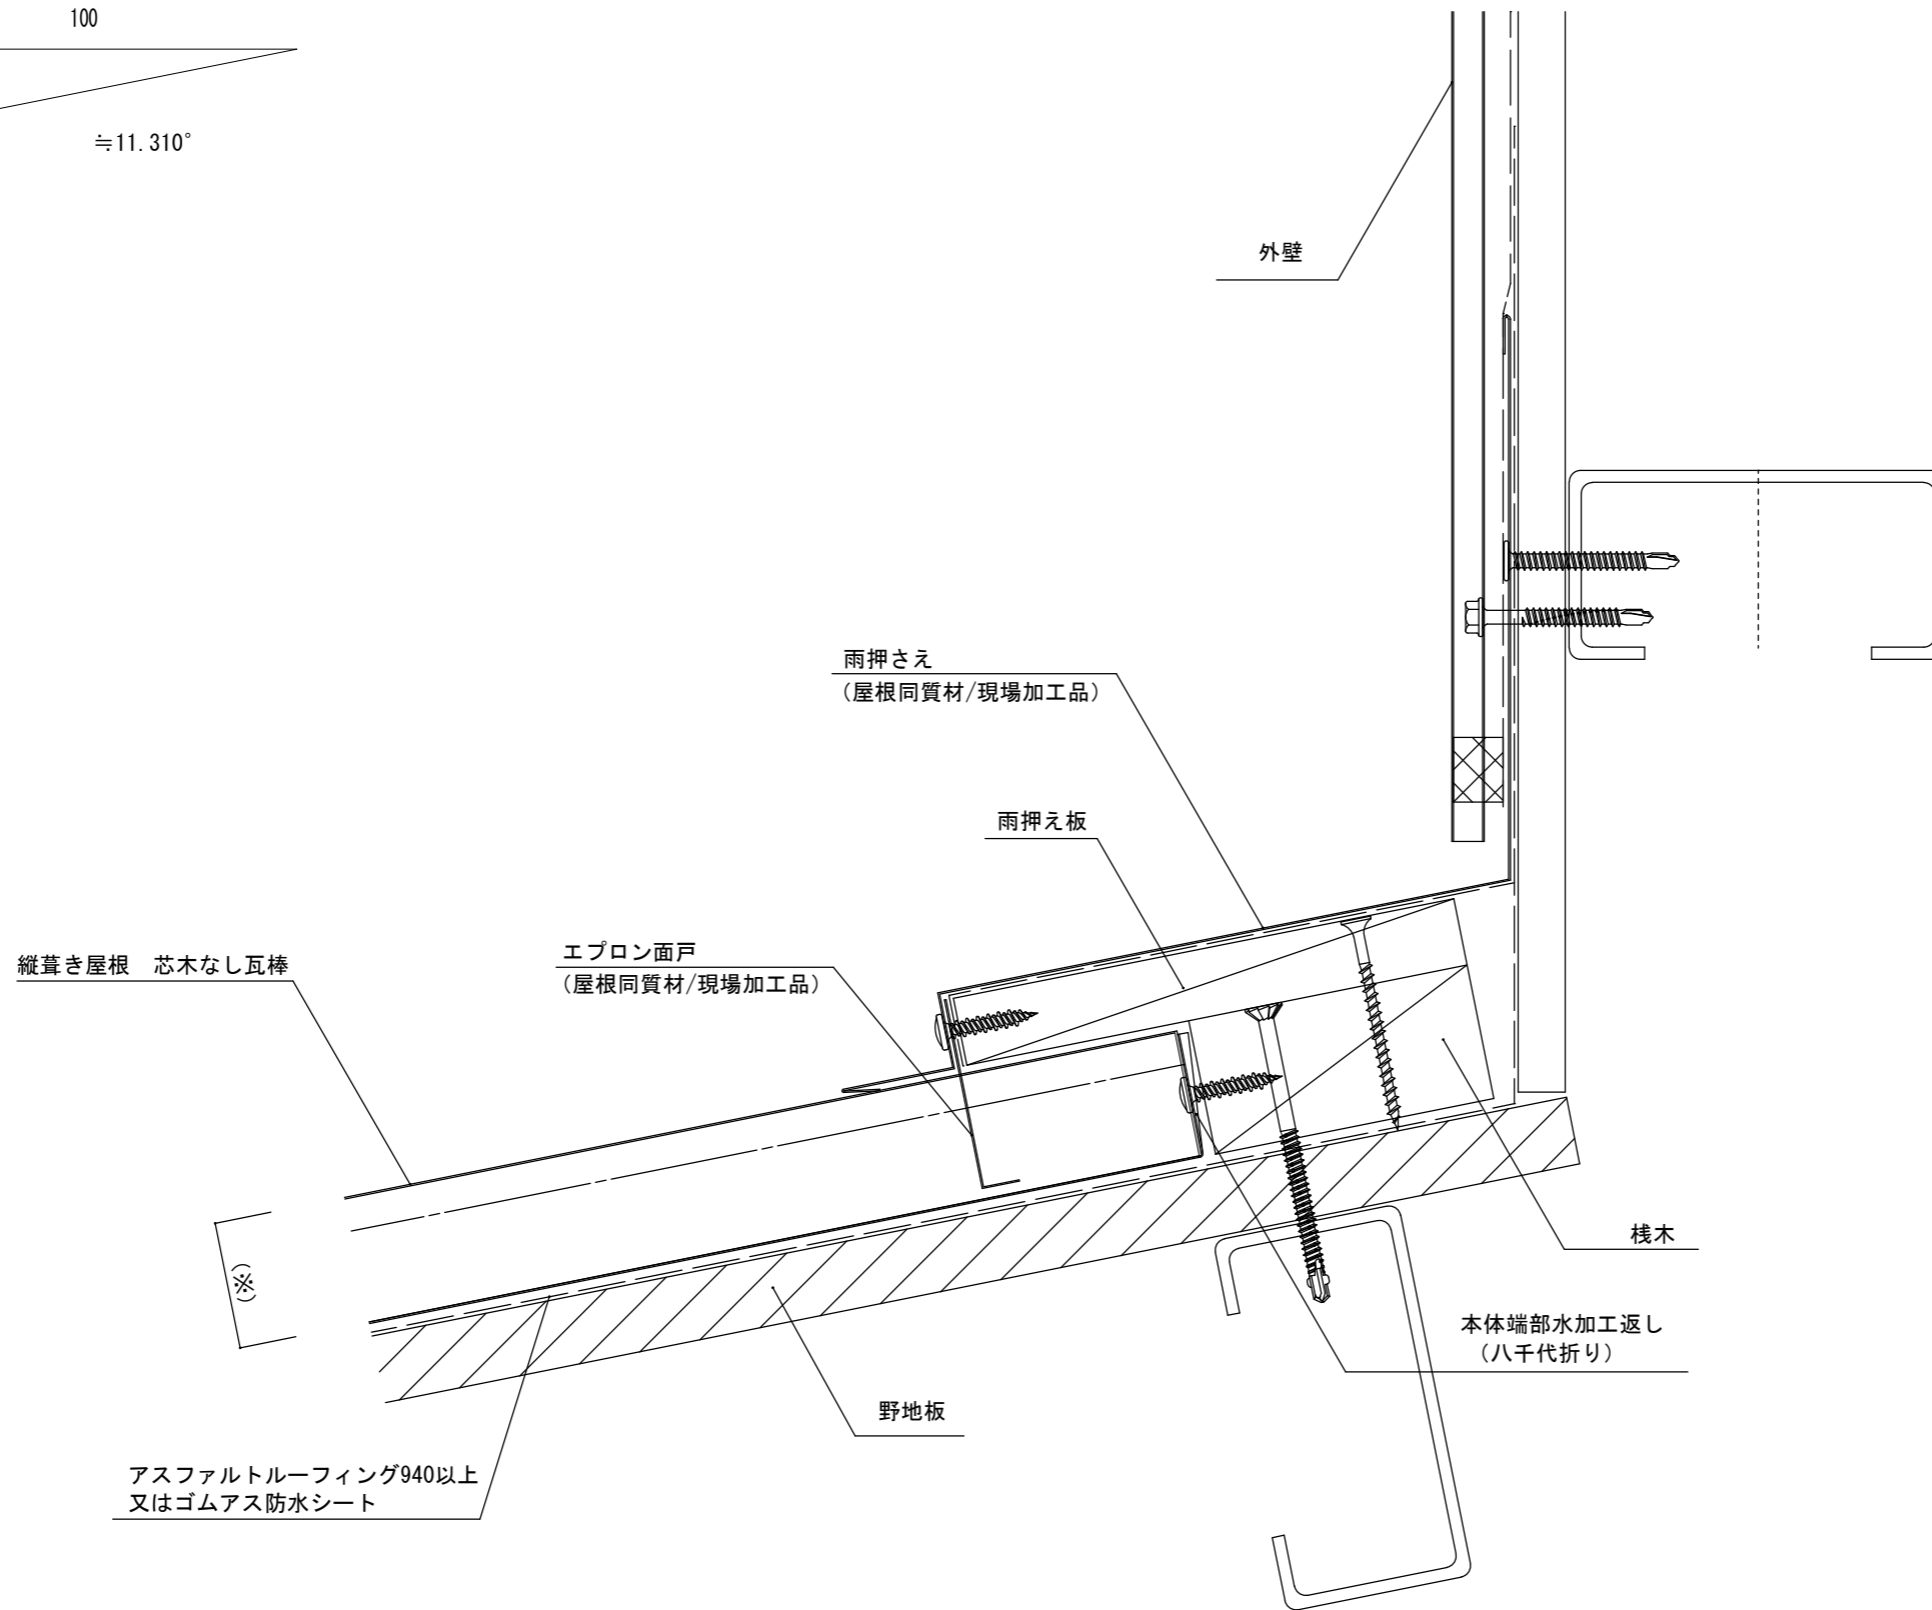 100
≒11.310°
外壁
雨押さえ
(屋根同質材/現場加工品)
雨押え板
エプロン面戸
(屋根同質材/現場加工品)
縦葺き屋根　芯木なし瓦棒
(※)
桟木
本体端部水加工返し
(八千代折り)
野地板
アスファルトルーフィング940以上
又はゴムアス防水シート